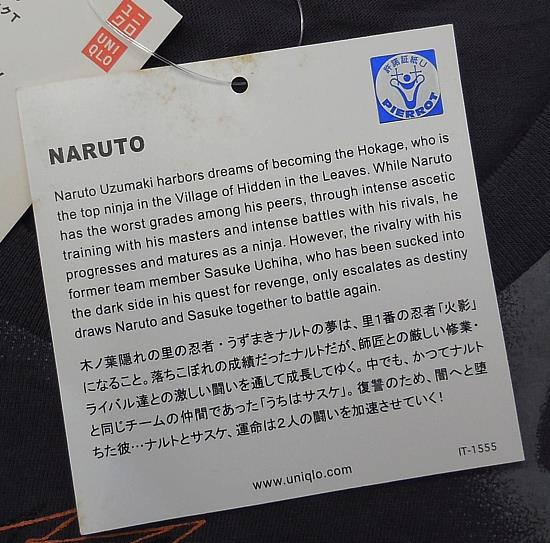 クT
ユニ
クロ
UNI
QLO
許諾証紙U
PIERROT
NARUTO
Naruto Uzumaki harbors dreams of becoming the Hokage, who is
the top ninja in the Village of Hidden in the Leaves. While Naruto
has the worst grades among his peers, through intense ascetic
training with his masters and intense battles with his rivals, he
progresses and matures as a ninja. However, the rivalry with his
former team member Sasuke Uchiha, who has been sucked into
the dark side in his quest for revenge, only escalates as destiny
draws Naruto and Sasuke together to battle again.
木ノ葉隠れの里の忍者・うずまきナルトの夢は、里1番の忍者「火影」
になること。落ちこぼれの成績だったナルトだが、師匠との厳しい修業・
ライバル達との激しい闘いを通して成長してゆく。中でも、かつてナルト
と同じチームの仲間であった「うちはサスケ」。復讐のため、闇へと堕
ちた彼…ナルトとサスケ、運命は2人の闘いを加速させていく!
IT-1555
www.uniqlo.com